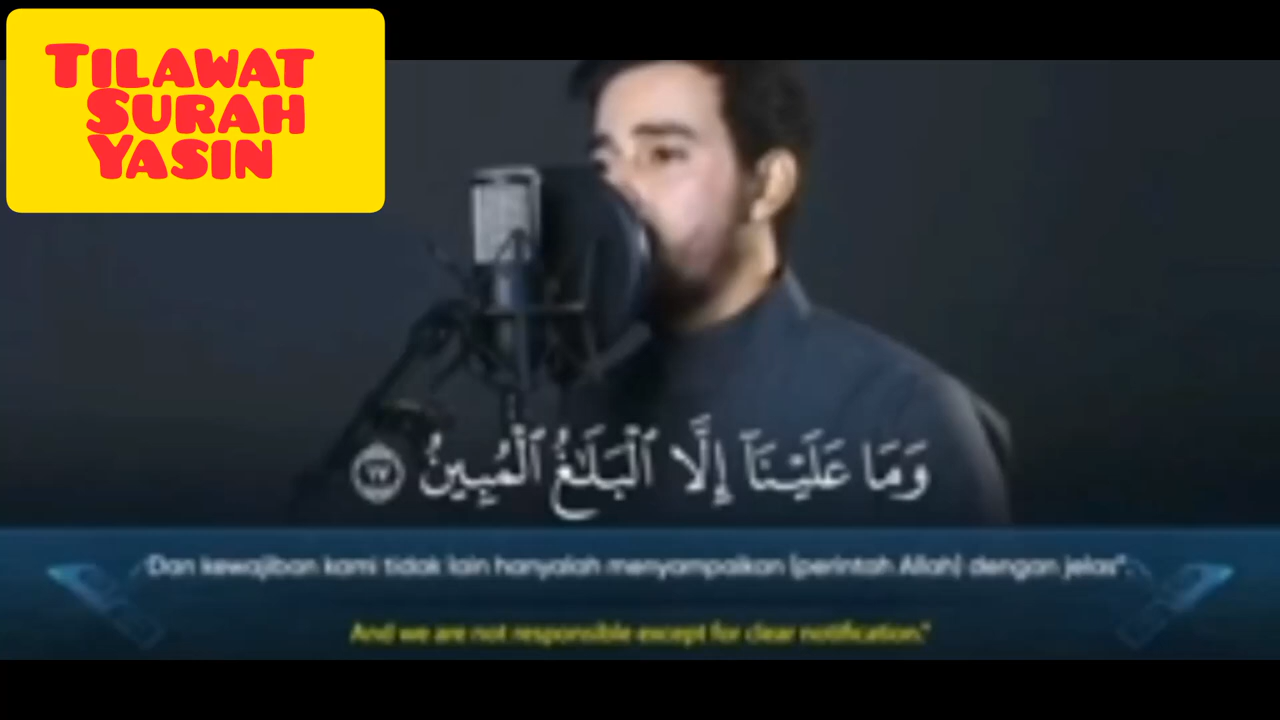 TILAWAT
SURAH
YASIN
وَمَا عَلَيْنَآ إِلَّا ٱلْبَلَٰغُ ٱلْمُبِينُ ١٧
Dan kewajiban kami tidak lain hanyalah menyampaikan (perintah Allah) dengan jelas".
And we are not responsible except for clear notification."